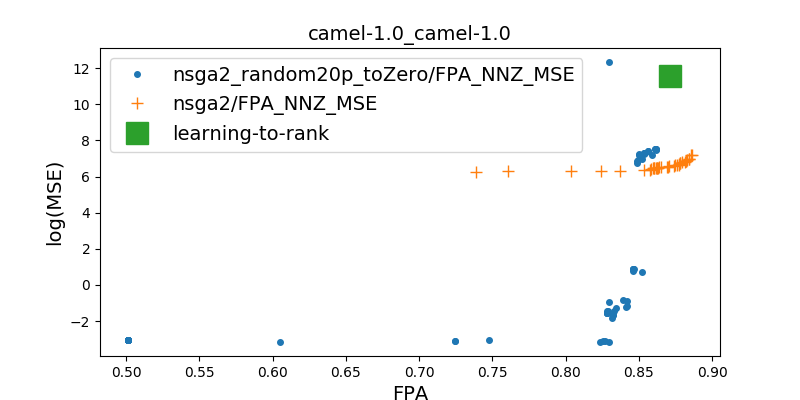 camel-1.0_camel-1.0
nsga2_random20p_toZero/FPA_NNZ_MSE
nsga2/FPA_NNZ_MSE
learning-to-rank
log(MSE)
12
10
8
6
4
2
0
−2
0.50 0.55 0.60 0.65 0.70 0.75 0.80 0.85 0.90
FPA